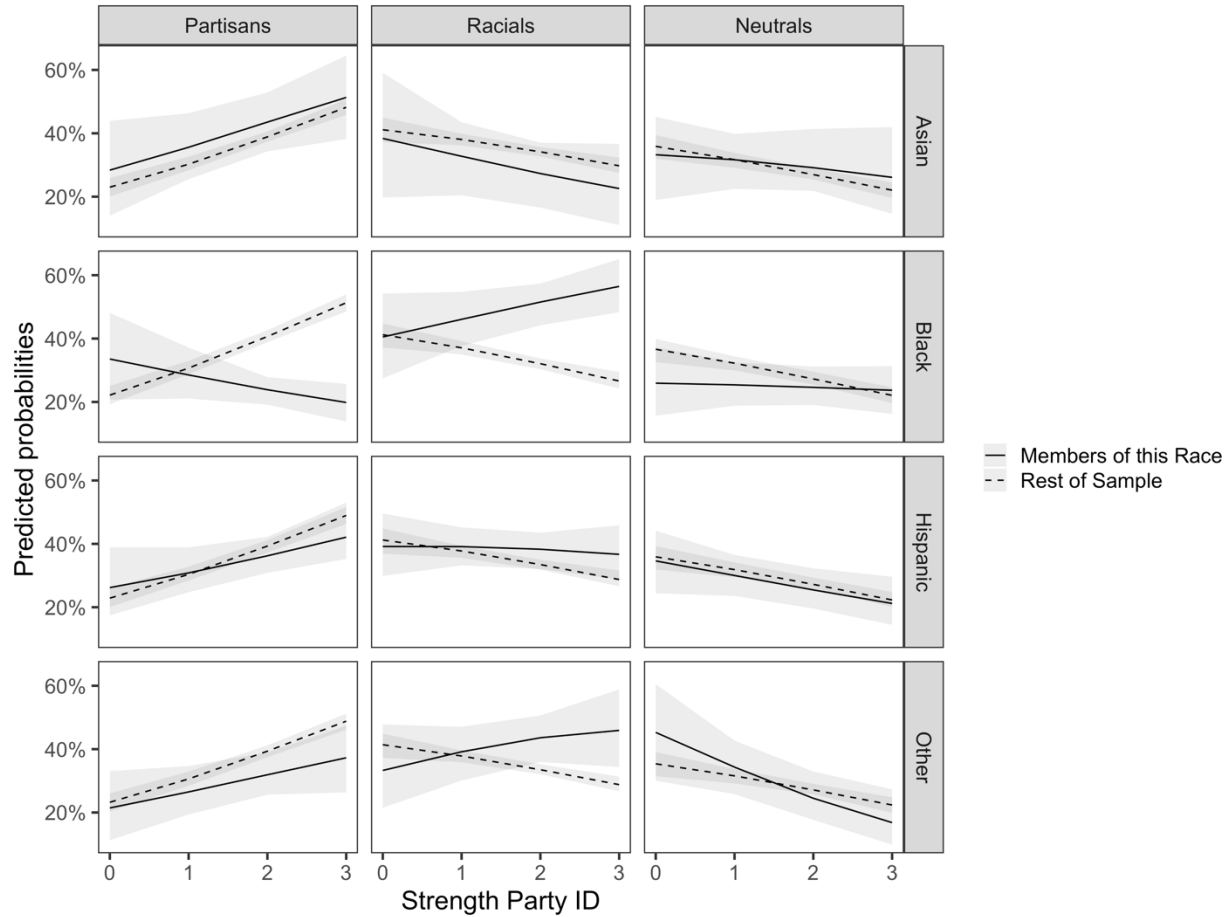 Partisans
Racials
Neutrals
Predicted probabilities
60%
40%
20%
Asian
60%
40%
20%
Black
60%
40%
20%
Hispanic
60%
40%
20%
Other
0 1 2 3
0 1 2 3
0 1 2 3
Strength Party ID
Members of this Race
Rest of Sample